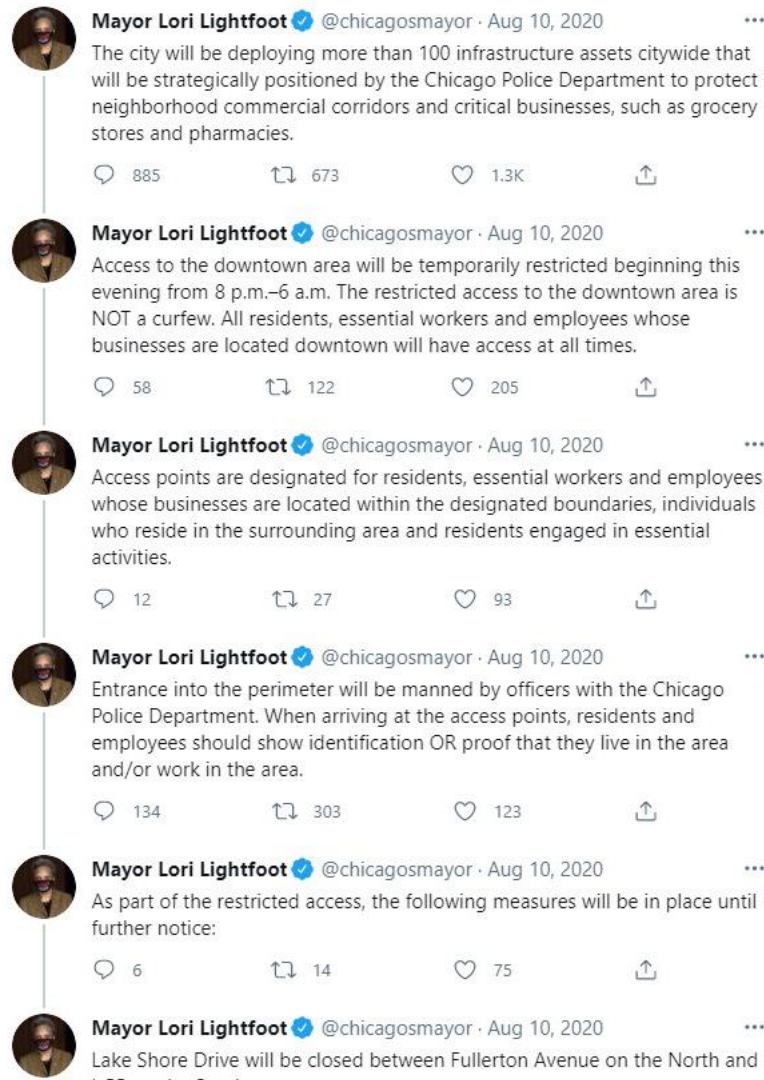 Mayor Lori Lightfoot @chicagosmayor · Aug 10, 2020
The city will be deploying more than 100 infrastructure assets citywide that
will be strategically positioned by the Chicago Police Department to protect
neighborhood commercial corridors and critical businesses, such as grocery
stores and pharmacies.
885 673 1.3K
Mayor Lori Lightfoot @chicagosmayor · Aug 10, 2020
Access to the downtown area will be temporarily restricted beginning this
evening from 8 p.m.–6 a.m. The restricted access to the downtown area is
NOT a curfew. All residents, essential workers and employees whose
businesses are located downtown will have access at all times.
58 122 205
Mayor Lori Lightfoot @chicagosmayor · Aug 10, 2020
Access points are designated for residents, essential workers and employees
whose businesses are located within the designated boundaries, individuals
who reside in the surrounding area and residents engaged in essential
activities.
12 27 93
Mayor Lori Lightfoot @chicagosmayor · Aug 10, 2020
Entrance into the perimeter will be manned by officers with the Chicago
Police Department. When arriving at the access points, residents and
employees should show identification OR proof that they live in the area
and/or work in the area.
134 303 123
Mayor Lori Lightfoot @chicagosmayor · Aug 10, 2020
As part of the restricted access, the following measures will be in place until
further notice:
6 14 75
Mayor Lori Lightfoot @chicagosmayor · Aug 10, 2020
Lake Shore Drive will be closed between Fullerton Avenue on the North and